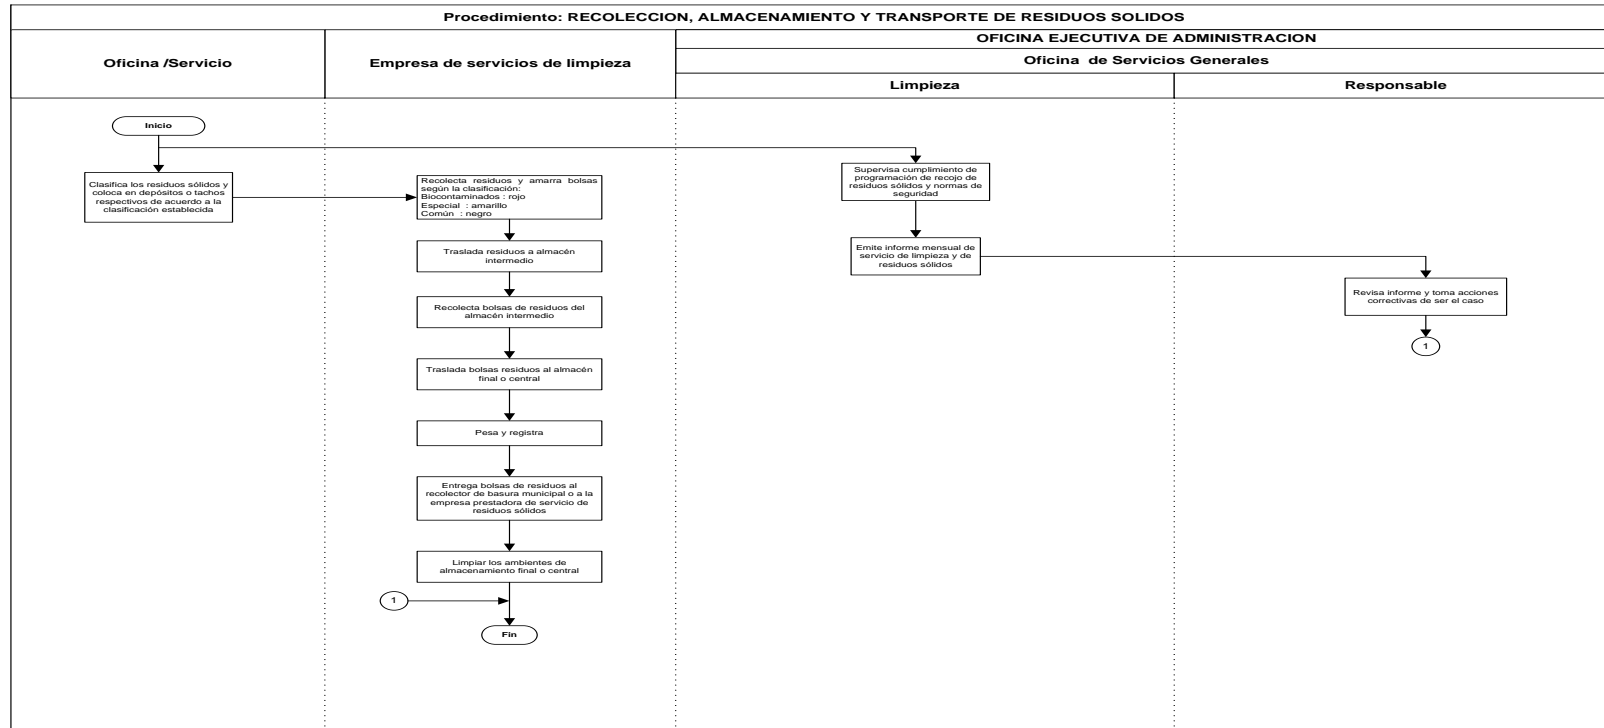 Procedimiento: RECOLECCION, ALMACENAMIENTO Y TRANSPORTE DE RESIDUOS SOLIDOS
Oficina /Servicio
Empresa de servicios de limpieza
OFICINA EJECUTIVA DE ADMINISTRACION
Oficina de Servicios Generales
Limpieza
Responsable
Inicio
Clasifica los residuos sólidos y
coloca en depósitos o tachos
respectivos de acuerdo a la
clasificación establecida
Recolecta residuos y amarra bolsas
según la clasificación:
Biocontaminados : rojo
Especial : amarillo
Común : negro
Traslada residuos a almacén
intermedio
Recolecta bolsas de residuos del
almacén intermedio
Traslada bolsas residuos al almacén
final o central
Pesa y registra
Entrega bolsas de residuos al
recolector de basura municipal o a la
empresa prestadora de servicio de
residuos sólidos
Limpiar los ambientes de
almacenamiento final o central
1
Fin
Supervisa cumplimiento de
programación de recojo de
residuos sólidos y normas de
seguridad
Emite informe mensual de
servicio de limpieza y de
residuos sólidos
Revisa informe y toma acciones
correctivas de ser el caso
1